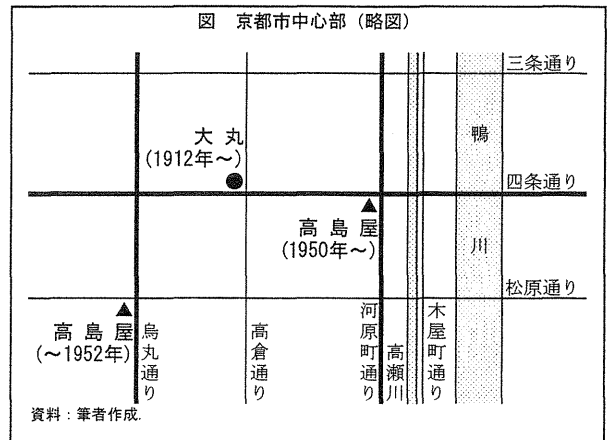 図　京都市中心部（略図）
三条通り
大丸
(1912年～)
鴨川
四条通り
高島屋
(1950年～)
松原通り
高島屋
(～1952年)
烏丸通り
高倉通り
河原町通り
高瀬川
木屋町通り
資料：筆者作成.